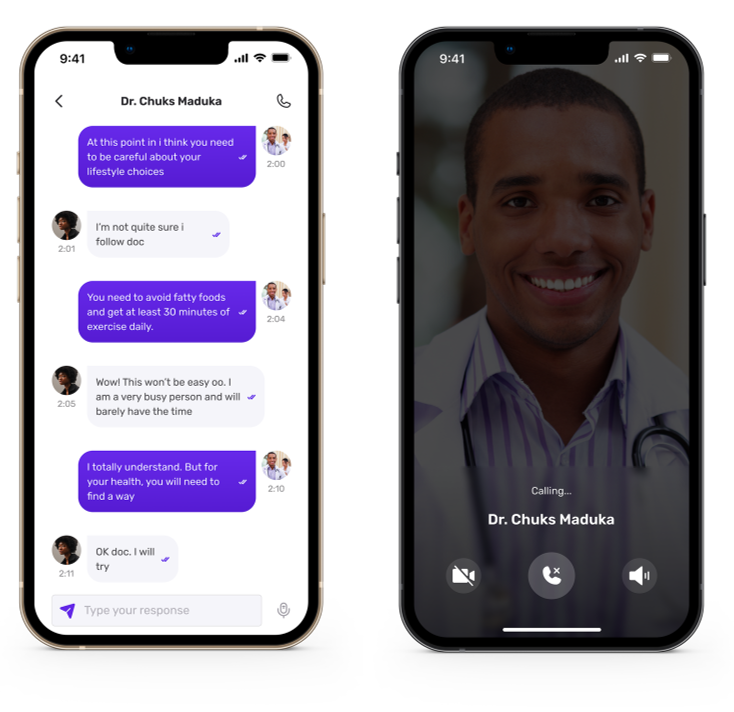 9:41
Dr. Chuks Maduka
At this point in i think you need
to be careful about your
lifestyle choices
2:00
I'm not quite sure i
follow doc
2:01
You need to avoid fatty foods
and get at least 30 minutes of
exercise daily.
2:04
Wow! This won't be easy oo. I
am a very busy person and will
barely have the time
2:05
I totally understand. But for
your health, you will need to
find a way
2:10
OK doc. I will
try
2:11
Type your response
9:41
Calling...
Dr. Chuks Maduka